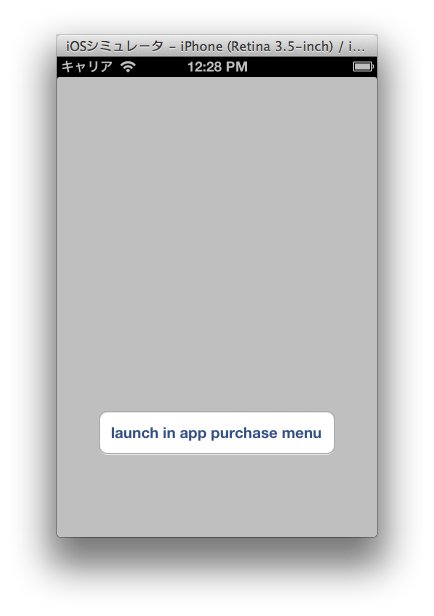 iOSシミュレータ – iPhone (Retina 3.5-inch) / i...
キャリア 12:28 PM
launch in app purchase menu